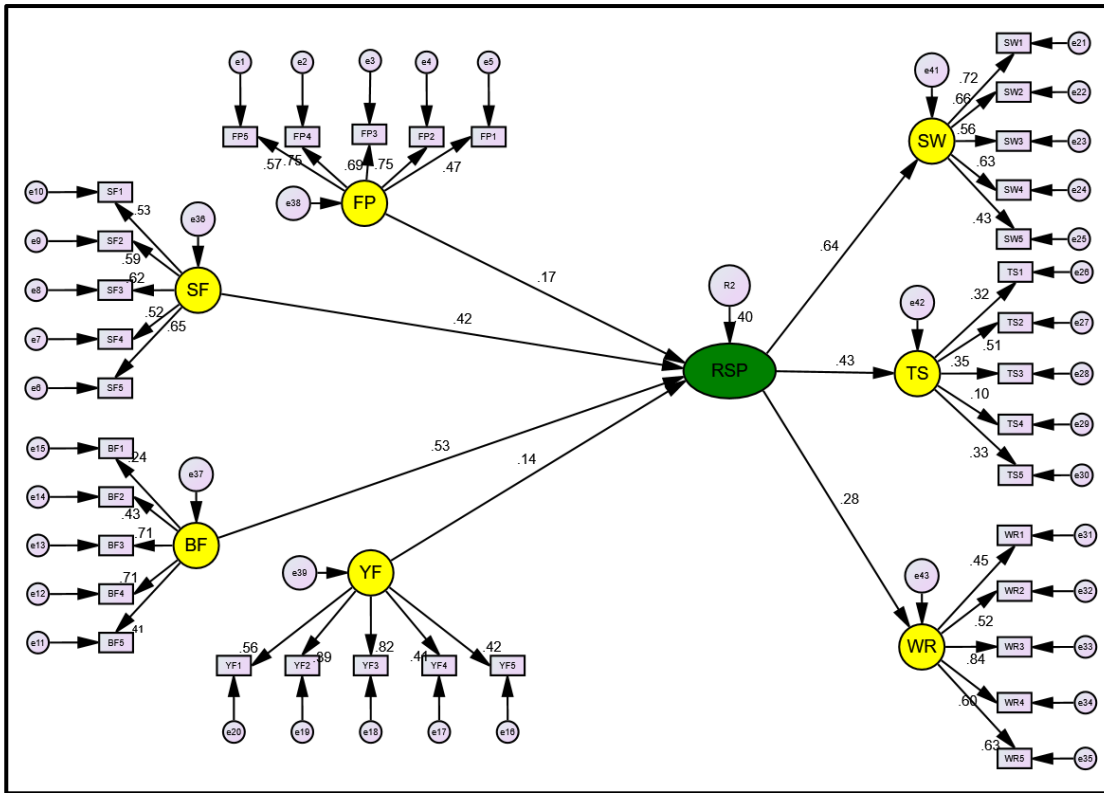 e1 e2 e3 e4 e5
FP5 FP4 FP3 FP2 FP1
.57 .75 .69 .75 .47
e38 FP
e10 SF1 .53
e9 SF2 .59
e8 SF3 .62
e7 SF4 .52
e6 SF5 .65
e36 SF
.17
.42
e15 BF1 .24
e14 BF2 .43
e13 BF3 .71
e12 BF4 .71
e11 BF5 .41
e37 BF
.53
.14
e39 YF
.56 .82 .41 .42
YF1 YF2 YF3 YF4 YF5
e20 e19 e18 e17 e16
R2
.40
RSP
.64
.43
.28
e41 SW
.72 SW1 e21
.66 SW2 e22
.56 SW3 e23
.63 SW4 e24
.43 SW5 e25
e42 TS
.32 TS1 e26
.51 TS2 e27
.35 TS3 e28
.10 TS4 e29
.33 TS5 e30
e43 WR
.45 WR1 e31
.52 WR2 e32
.84 WR3 e33
.60 WR4 e34
.63 WR5 e35